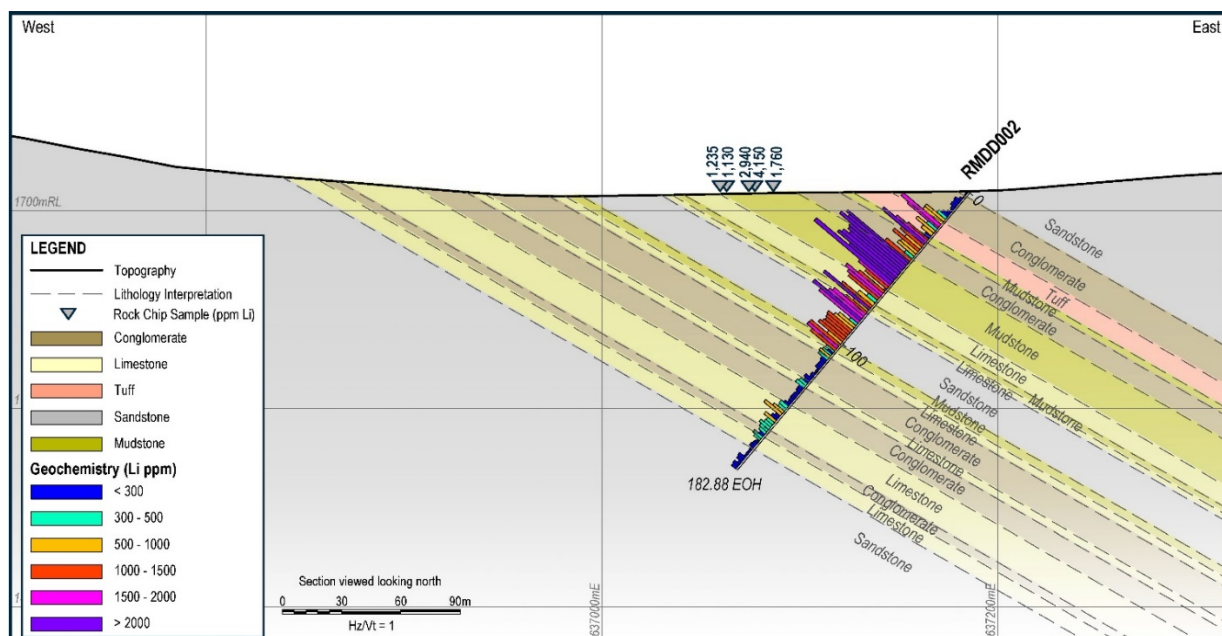 West
East
RMDD002
0
1,235
1,130
2,940
4,150
1,760
1700mRL
LEGEND
Topography
Lithology Interpretation
Rock Chip Sample (ppm Li)
Conglomerate
Limestone
Tuff
Sandstone
Mudstone
Geochemistry (Li ppm)
< 300
300 - 500
500 - 1000
1000 - 1500
1500 - 2000
> 2000
Sandstone
Conglomerate
Tuff
Mudstone
Conglomerate
Mudstone
Limestone
Limestone
Mudstone
Sandstone
Mudstone
Limestone
Conglomerate
Limestone
Conglomerate
Limestone
Conglomerate
Limestone
Sandstone
100
182.88 EOH
Section viewed looking north
0 30 60 90m
Hz/Vt = 1
637000mE
637200mE